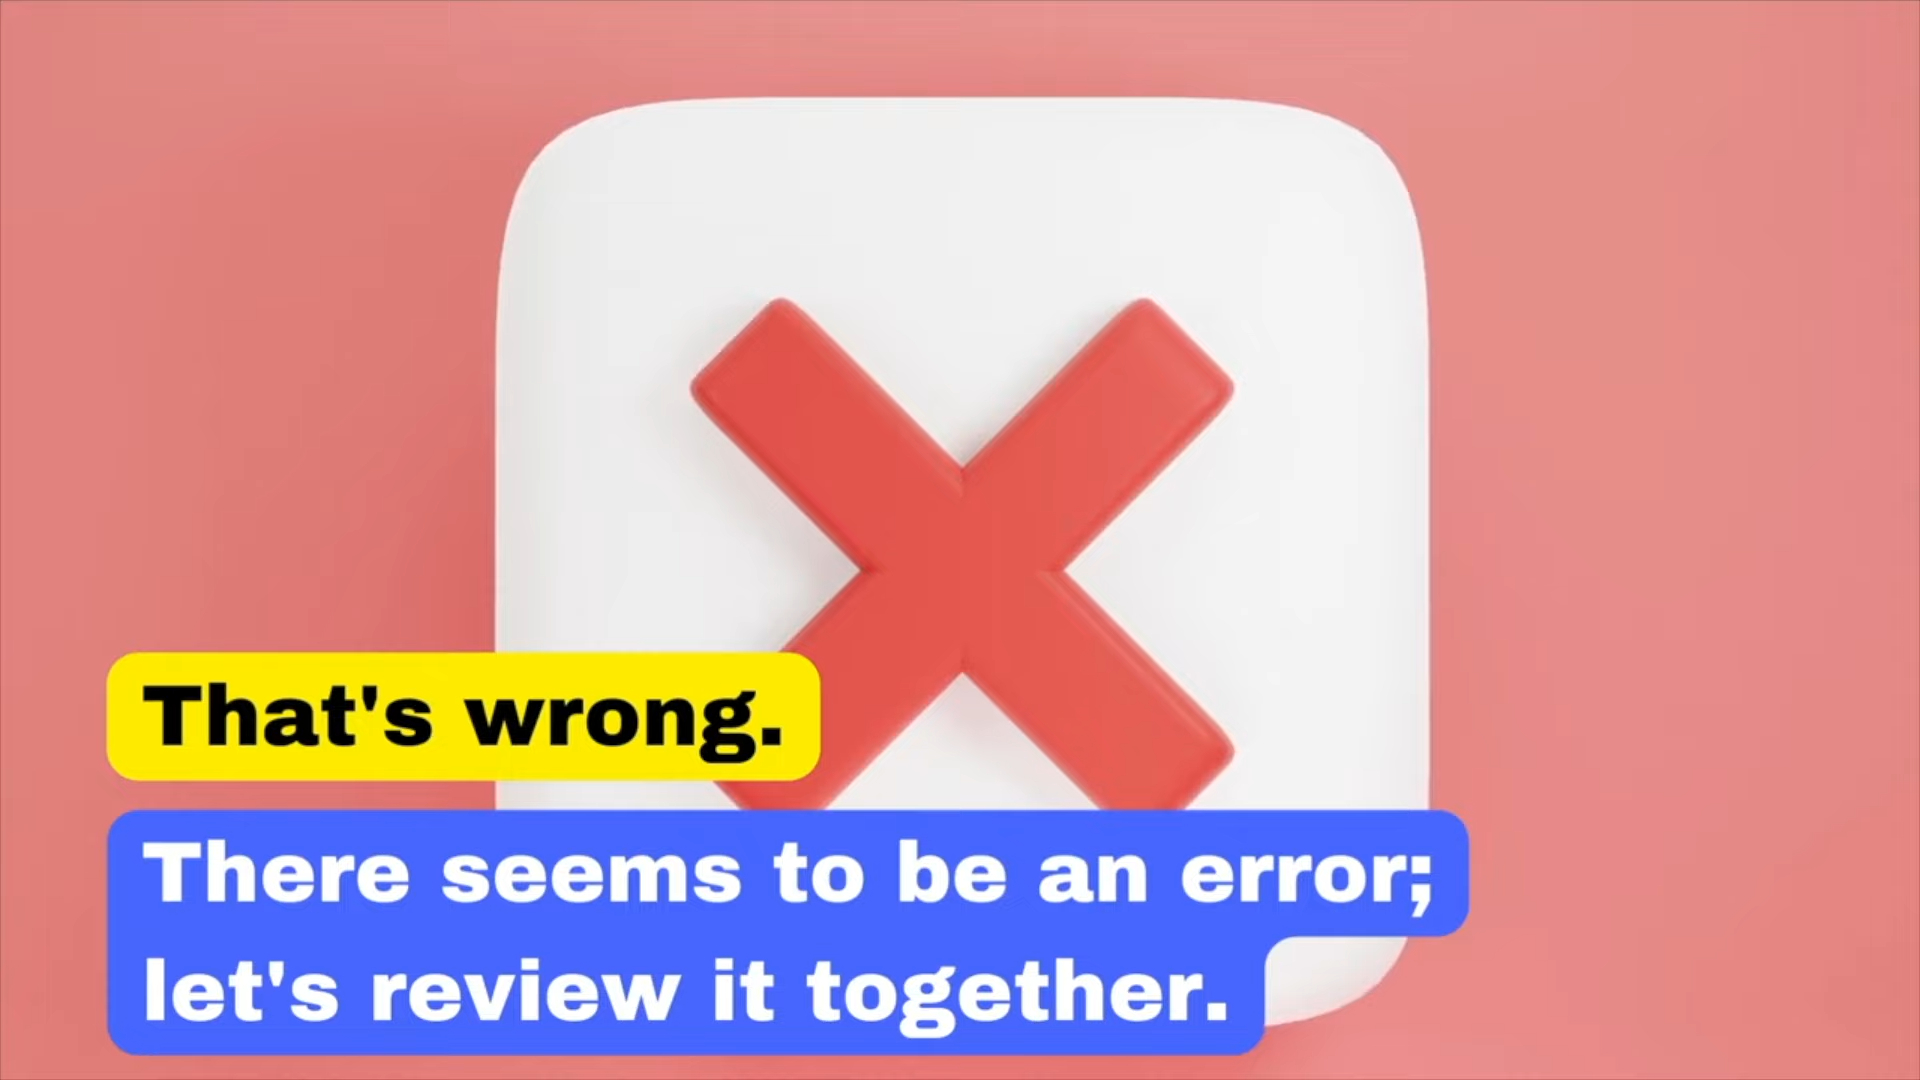 That's wrong.
There seems to be an error;
let's review it together.